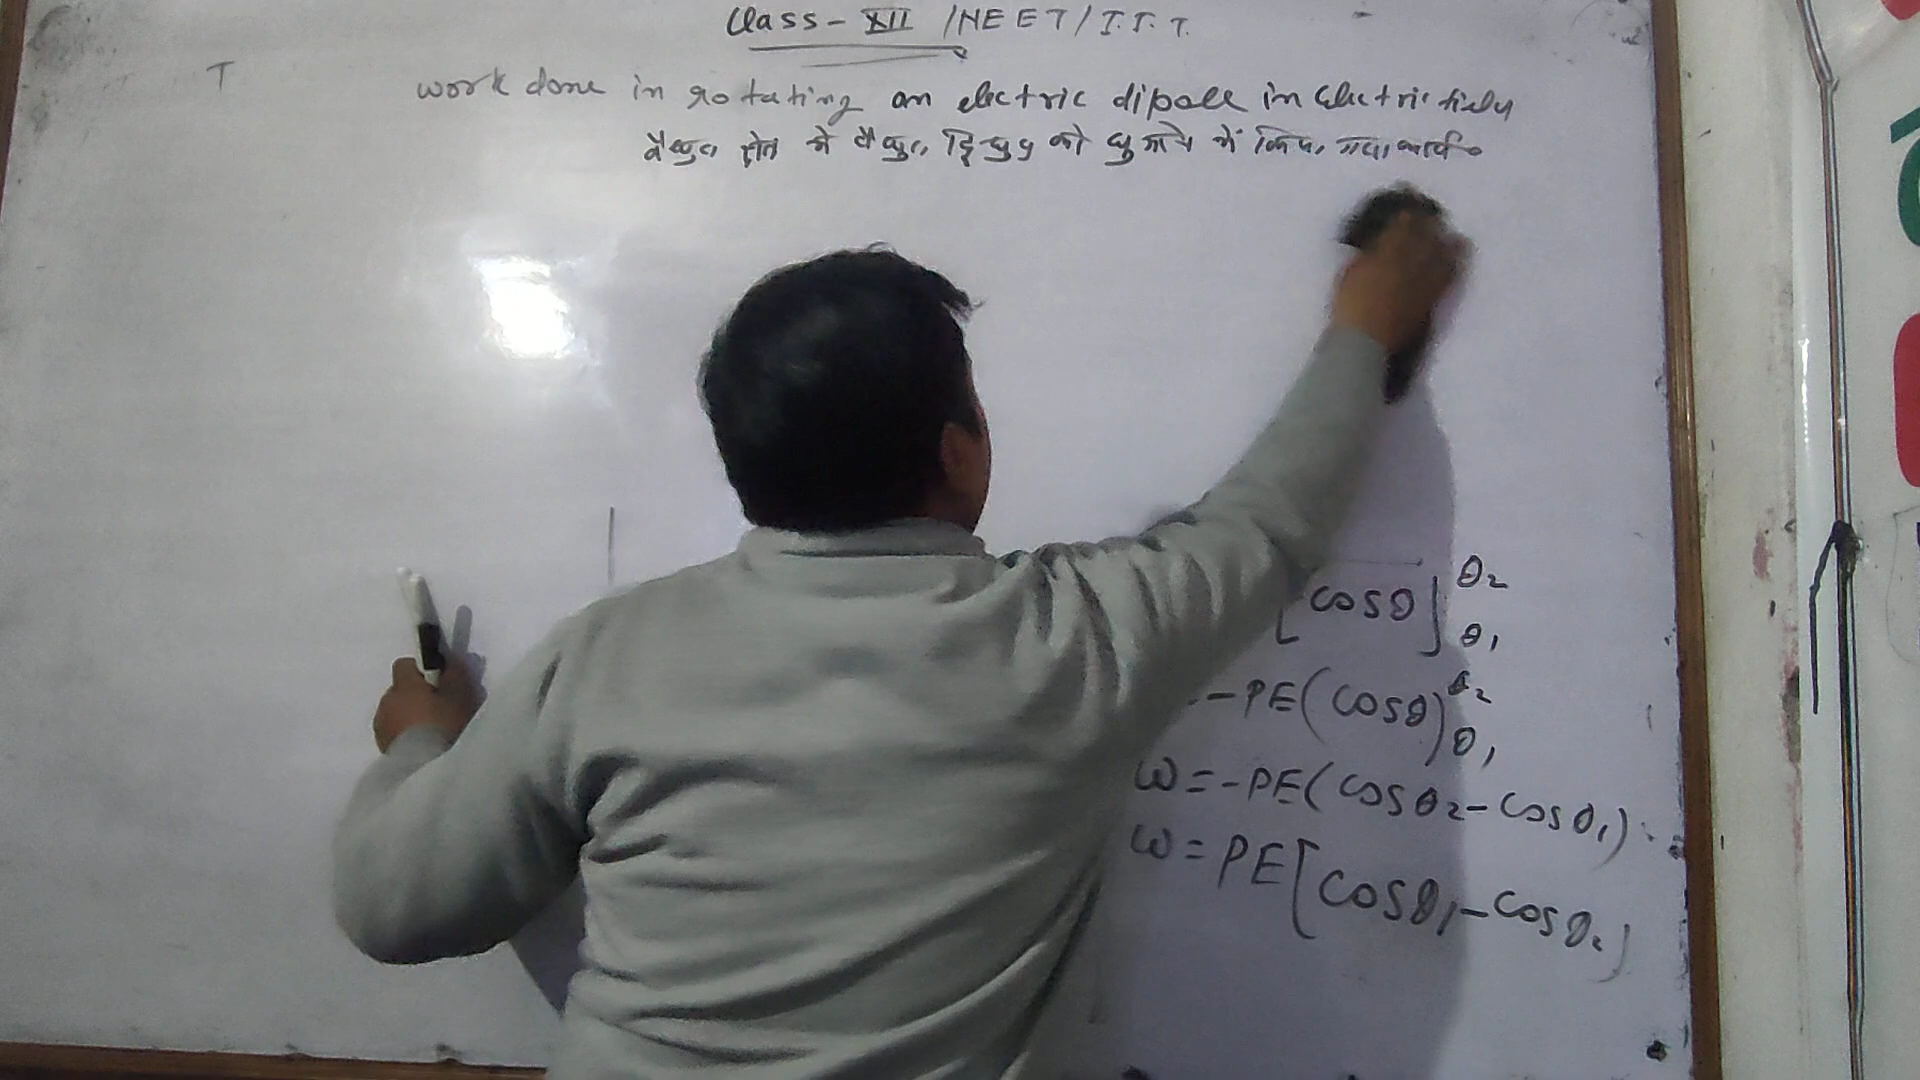 Class - XII / NEET / I.I.T.
T
work done in rotating an electric dipole in Electric field
वैद्युत क्षेत्र में वैद्युत द्विध्रुव को घुमाने में किया गया कार्य
[cosθ]θ2 θ1
= -PE(cosθ)θ2 θ1
W = -PE(cosθ2 - cosθ1)
W = PE[cosθ1 - cosθ2]